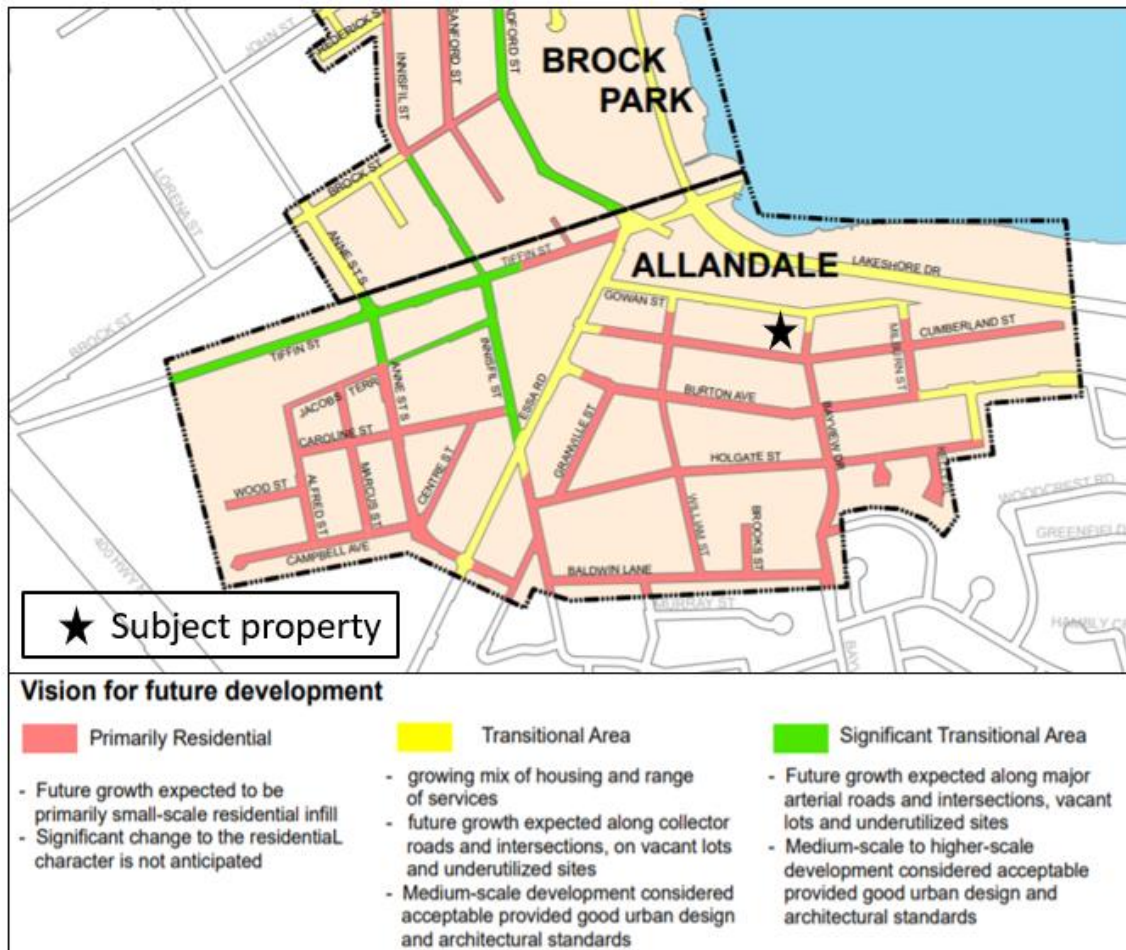 JOHN ST
REDERICK ST
INNISFIL ST
SANFORD ST
ADFORD ST
BROCK
PARK
LORENA ST
BROCK ST
ANNE ST S
TIFFIN ST
ALLANDALE
LAKESHORE DR
BROCK ST
GOWAN ST
TIFFIN ST
CUMBERLAND ST
MILBURN ST
INNISFIL ST
ESSA RD
JACOBS TERR
ANNE ST S
BURTON AVE
BAYVIEW DR
CAROLINE ST
GRANVILLE ST
CENTRE ST
HOLGATE ST
WOOD ST
ALFRED ST
MARCUS ST
WILLIAM ST
BROOKS ST
WOODCREST RD
GREENFIELD
400 HWY
CAMPBELL AVE
BALDWIN LANE
MURRAY ST
HAMBLY
BAY
★ Subject property
Vision for future development
Primarily Residential
Transitional Area
Significant Transitional Area
- Future growth expected to be
primarily small-scale residential infill
- Significant change to the residentiaL
character is not anticipated
- growing mix of housing and range
of services
- future growth expected along collector
roads and intersections, on vacant lots
and underutilized sites
- Medium-scale development considered
acceptable provided good urban design
and architectural standards
- Future growth expected along major
arterial roads and intersections, vacant
lots and underutilized sites
- Medium-scale to higher-scale
development considered acceptable
provided good urban design and
architectural standards